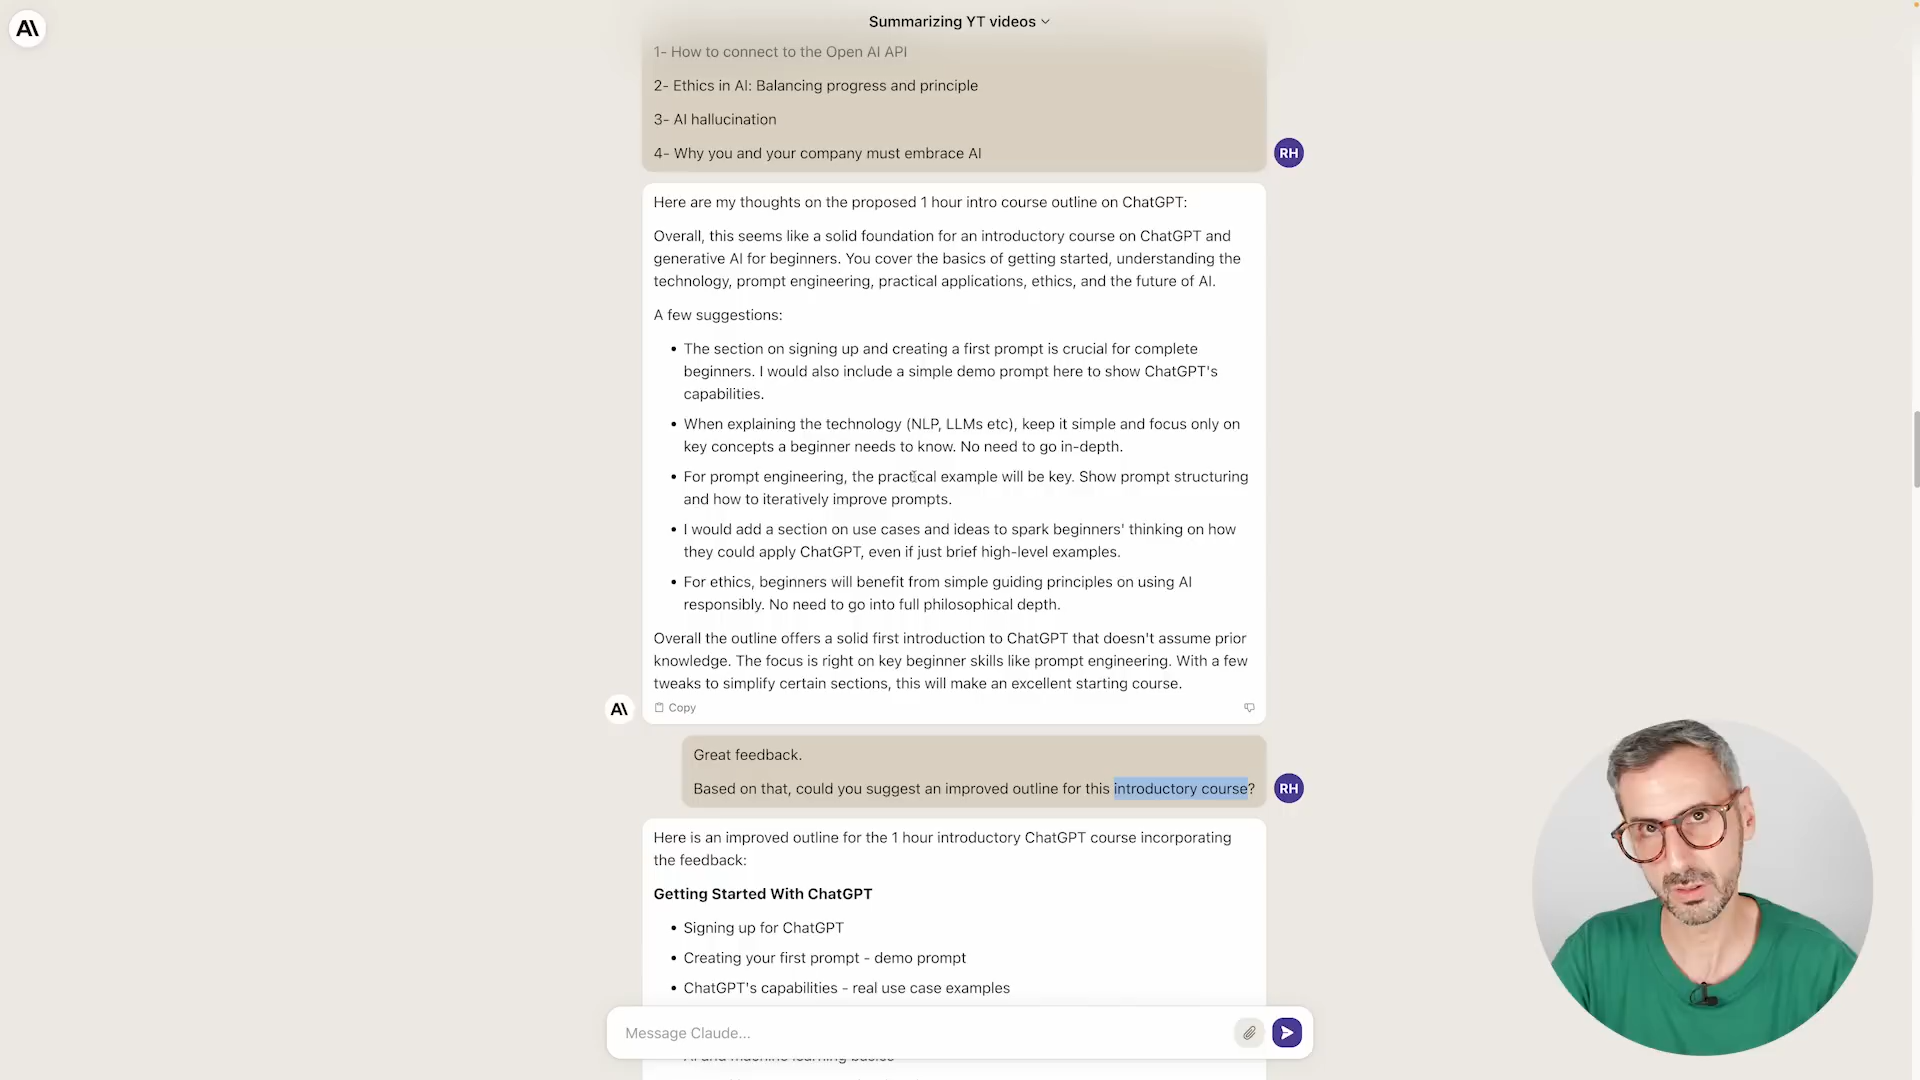 Summarizing YT videos
1- How to connect to the Open AI API
2- Ethics in AI: Balancing progress and principle
3- AI hallucination
4- Why you and your company must embrace AI
RH
Here are my thoughts on the proposed 1 hour intro course outline on ChatGPT:
Overall, this seems like a solid foundation for an introductory course on ChatGPT and
generative AI for beginners. You cover the basics of getting started, understanding the
technology, prompt engineering, practical applications, ethics, and the future of AI.
A few suggestions:
• The section on signing up and creating a first prompt is crucial for complete
beginners. I would also include a simple demo prompt here to show ChatGPT's
capabilities.
• When explaining the technology (NLP, LLMs etc), keep it simple and focus only on
key concepts a beginner needs to know. No need to go in-depth.
• For prompt engineering, the practical example will be key. Show prompt structuring
and how to iteratively improve prompts.
• I would add a section on use cases and ideas to spark beginners' thinking on how
they could apply ChatGPT, even if just brief high-level examples.
• For ethics, beginners will benefit from simple guiding principles on using AI
responsibly. No need to go into full philosophical depth.
Overall the outline offers a solid first introduction to ChatGPT that doesn't assume prior
knowledge. The focus is right on key beginner skills like prompt engineering. With a few
tweaks to simplify certain sections, this will make an excellent starting course.
Copy
Great feedback.
Based on that, could you suggest an improved outline for this introductory course?
RH
Here is an improved outline for the 1 hour introductory ChatGPT course incorporating
the feedback:
Getting Started With ChatGPT
• Signing up for ChatGPT
• Creating your first prompt - demo prompt
• ChatGPT's capabilities - real use case examples
Message Claude...